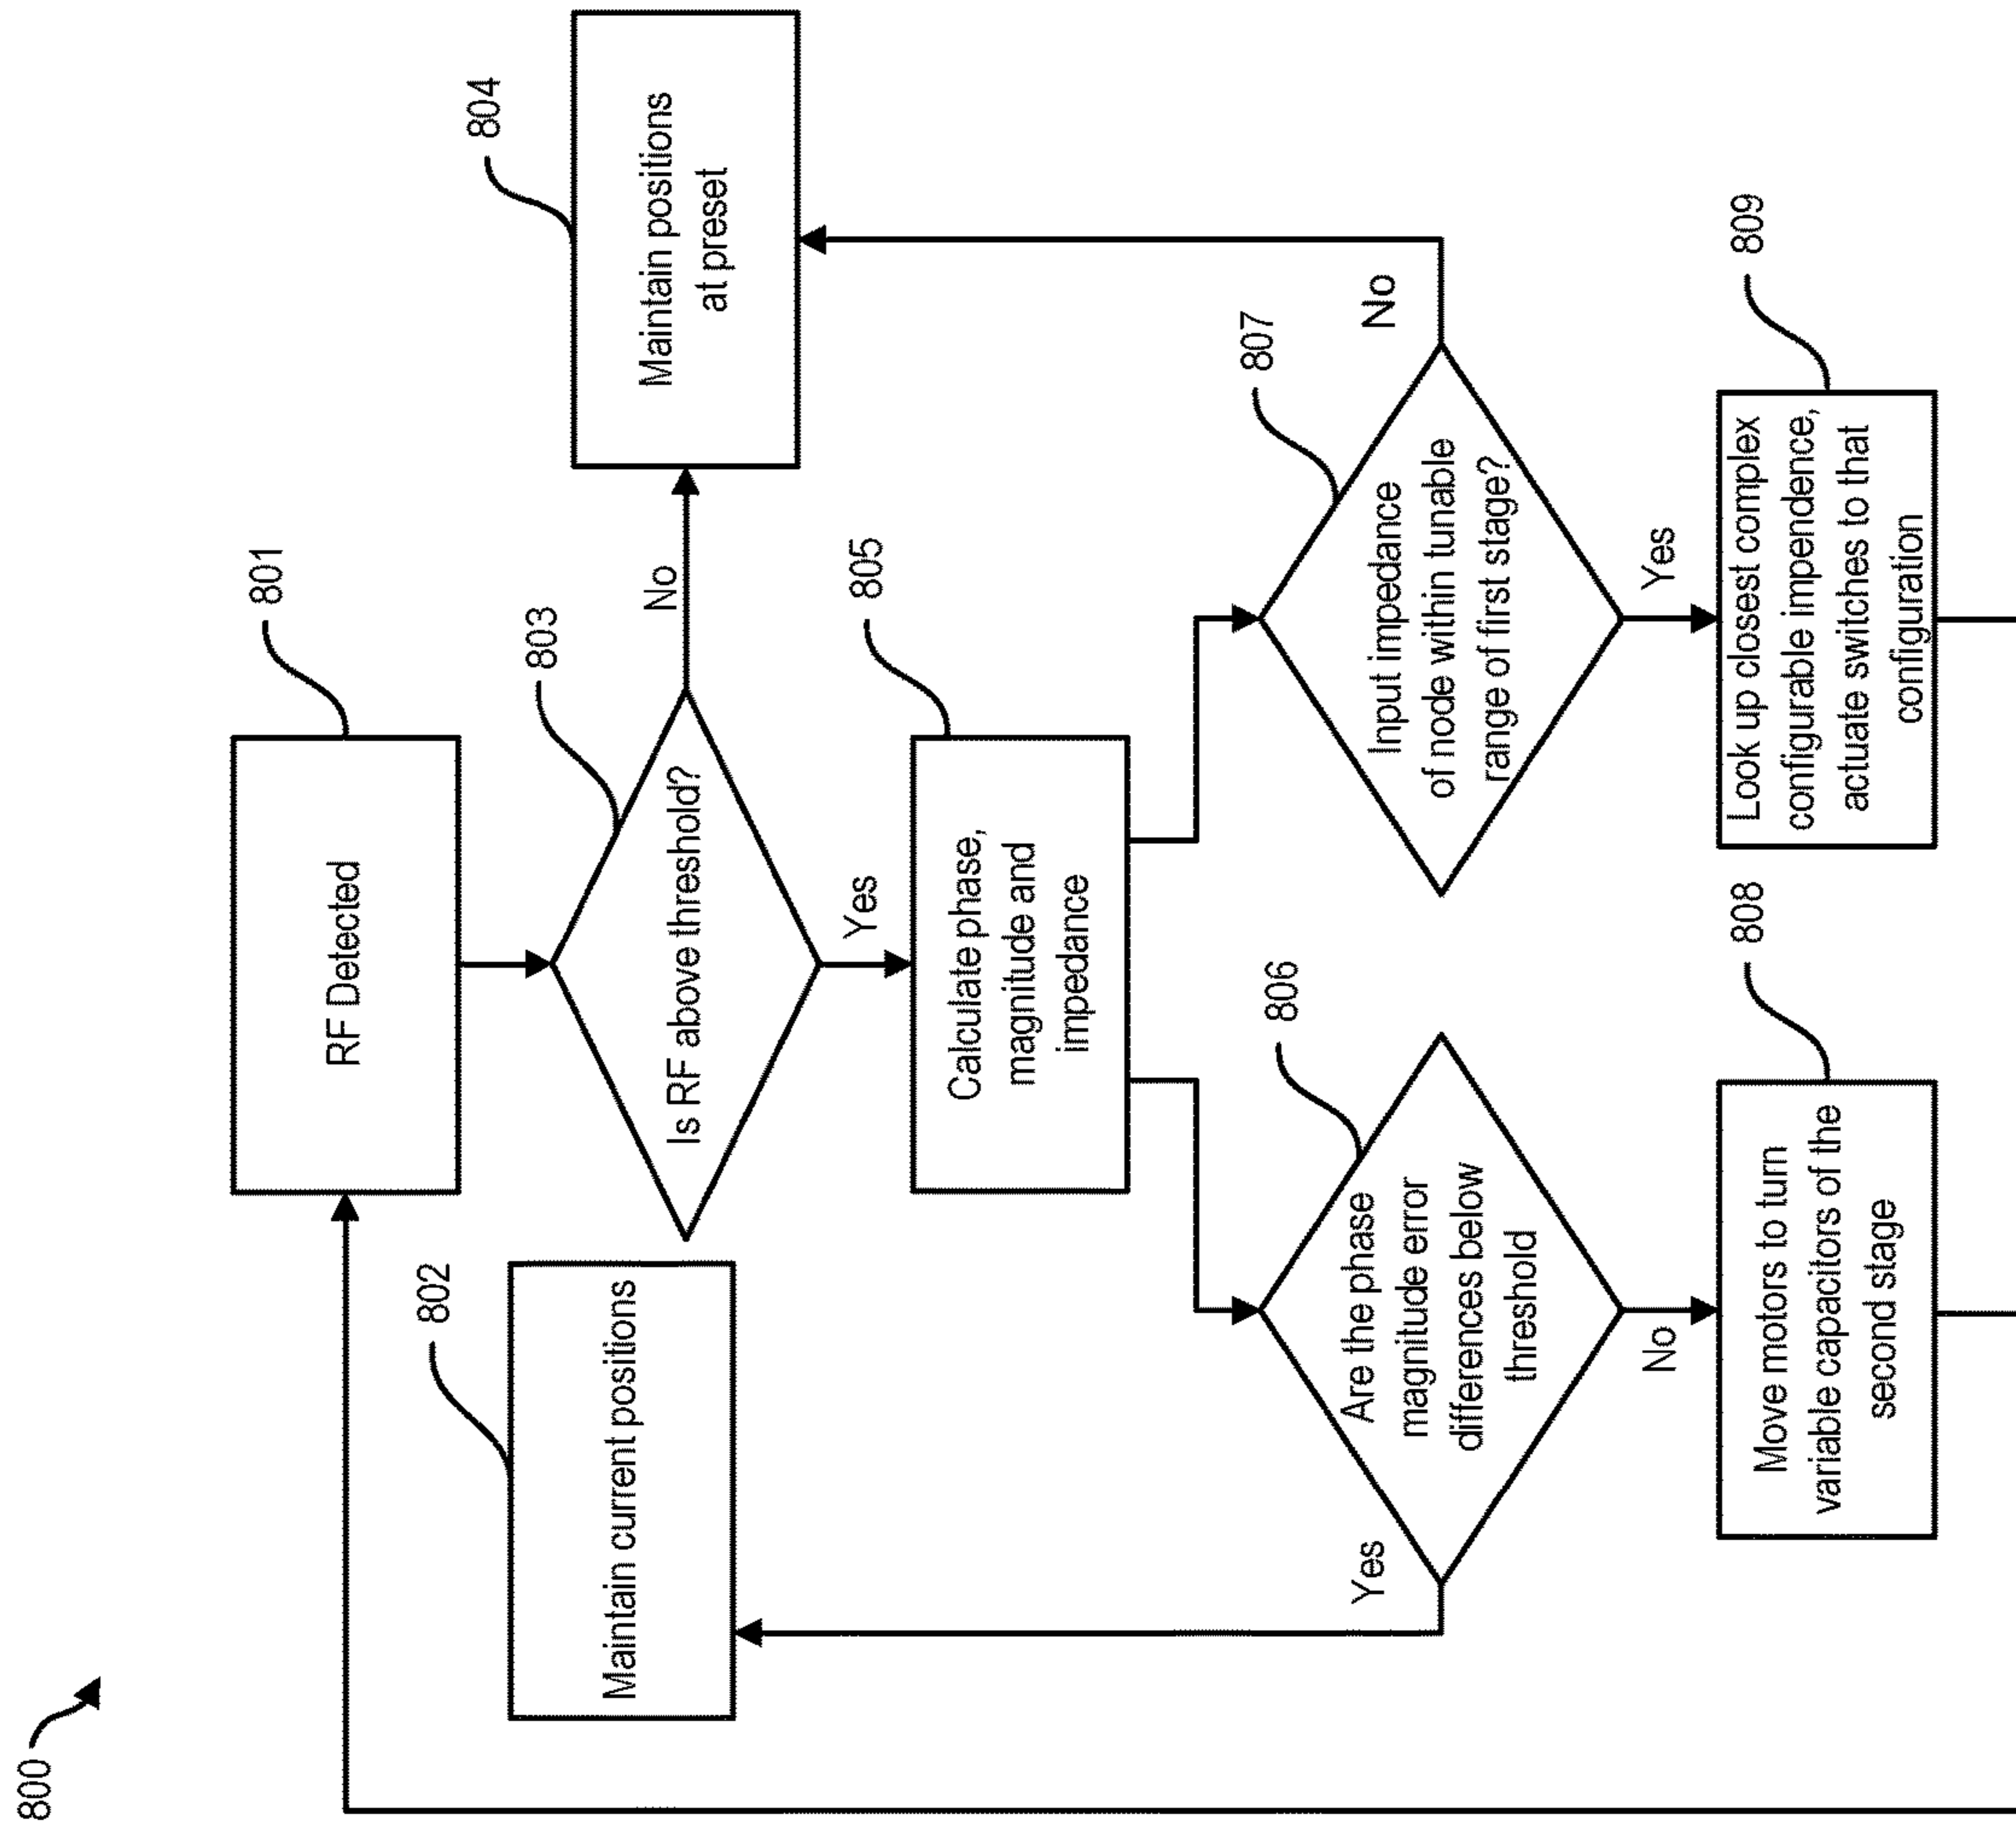 800
801
RF Detected
802
Maintain current positions
803
Is RF above threshold?
No
804
Maintain positions
at preset
Yes
805
Calculate phase,
magnitude and
impedance
806
Are the phase
magnitude error
differences below
threshold
Yes
No
807
Input impedance
of node within tunable
range of first stage?
No
Yes
808
Move motors to turn
variable capacitors of the
second stage
809
Look up closest complex
configurable impendence,
actuate switches to that
configuration